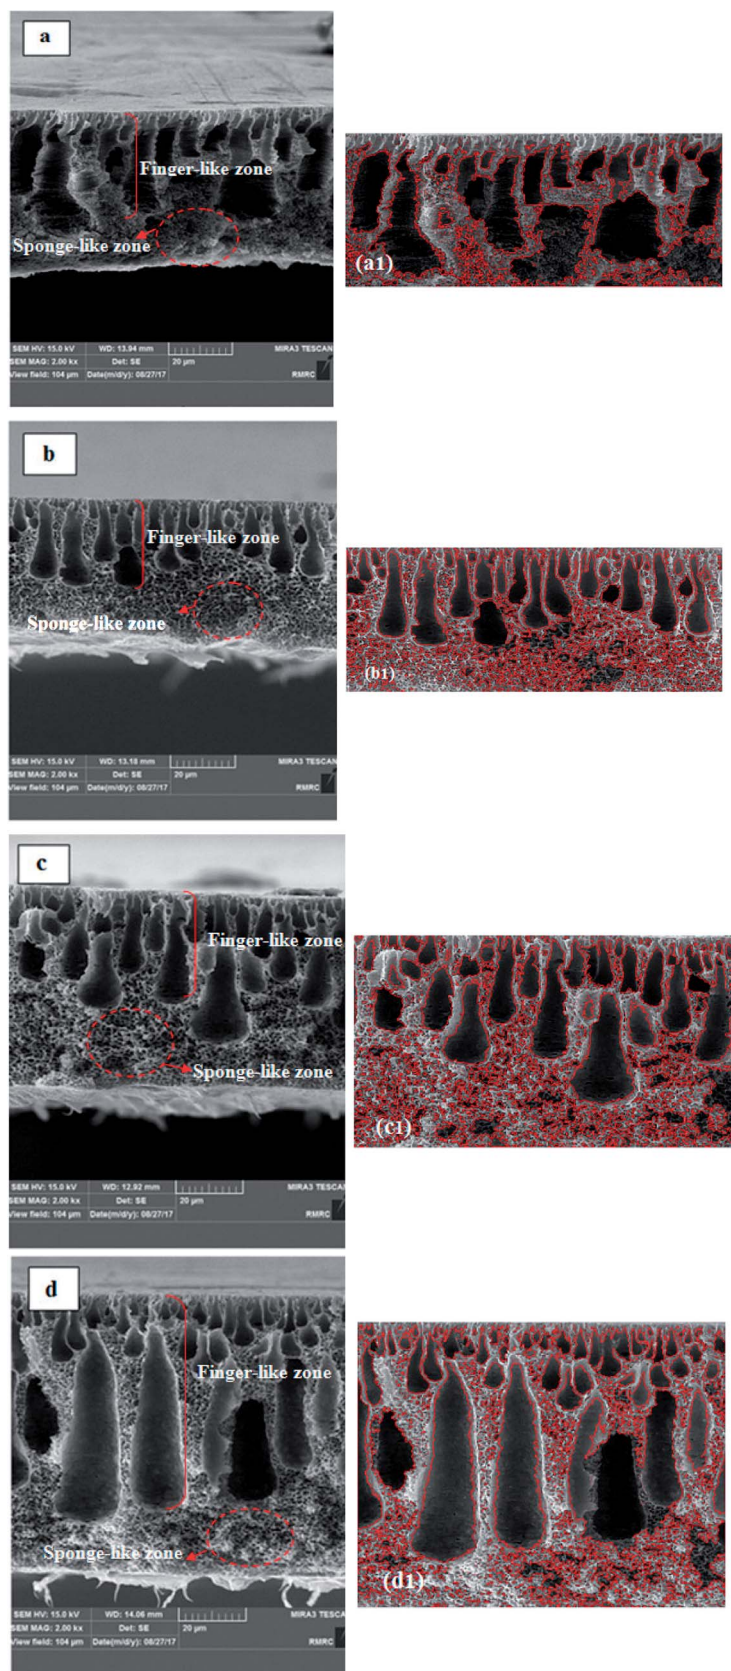 a
Finger-like zone
Sponge-like zone
(a1)
SEM HV: 15.0 kV WD: 13.94 mm MIRA3 TESCAN
SEM MAG: 2.00 kx Det: SE 20 µm
View field: 104 µm Date(m/d/y): 08/27/17 RMRC
b
Finger-like zone
Sponge-like zone
(b1)
SEM HV: 15.0 kV WD: 13.18 mm MIRA3 TESCAN
SEM MAG: 2.00 kx Det: SE 20 µm
View field: 104 µm Date(m/d/y): 08/27/17 RMRC
c
Finger-like zone
Sponge-like zone
(c1)
SEM HV: 15.0 kV WD: 12.92 mm MIRA3 TESCAN
SEM MAG: 2.00 kx Det: SE 20 µm
View field: 104 µm Date(m/d/y): 08/27/17 RMRC
d
Finger-like zone
Sponge-like zone
(d1)
SEM HV: 15.0 kV WD: 14.06 mm MIRA3 TESCAN
SEM MAG: 2.00 kx Det: SE 20 µm
View field: 104 µm Date(m/d/y): 08/27/17 RMRC